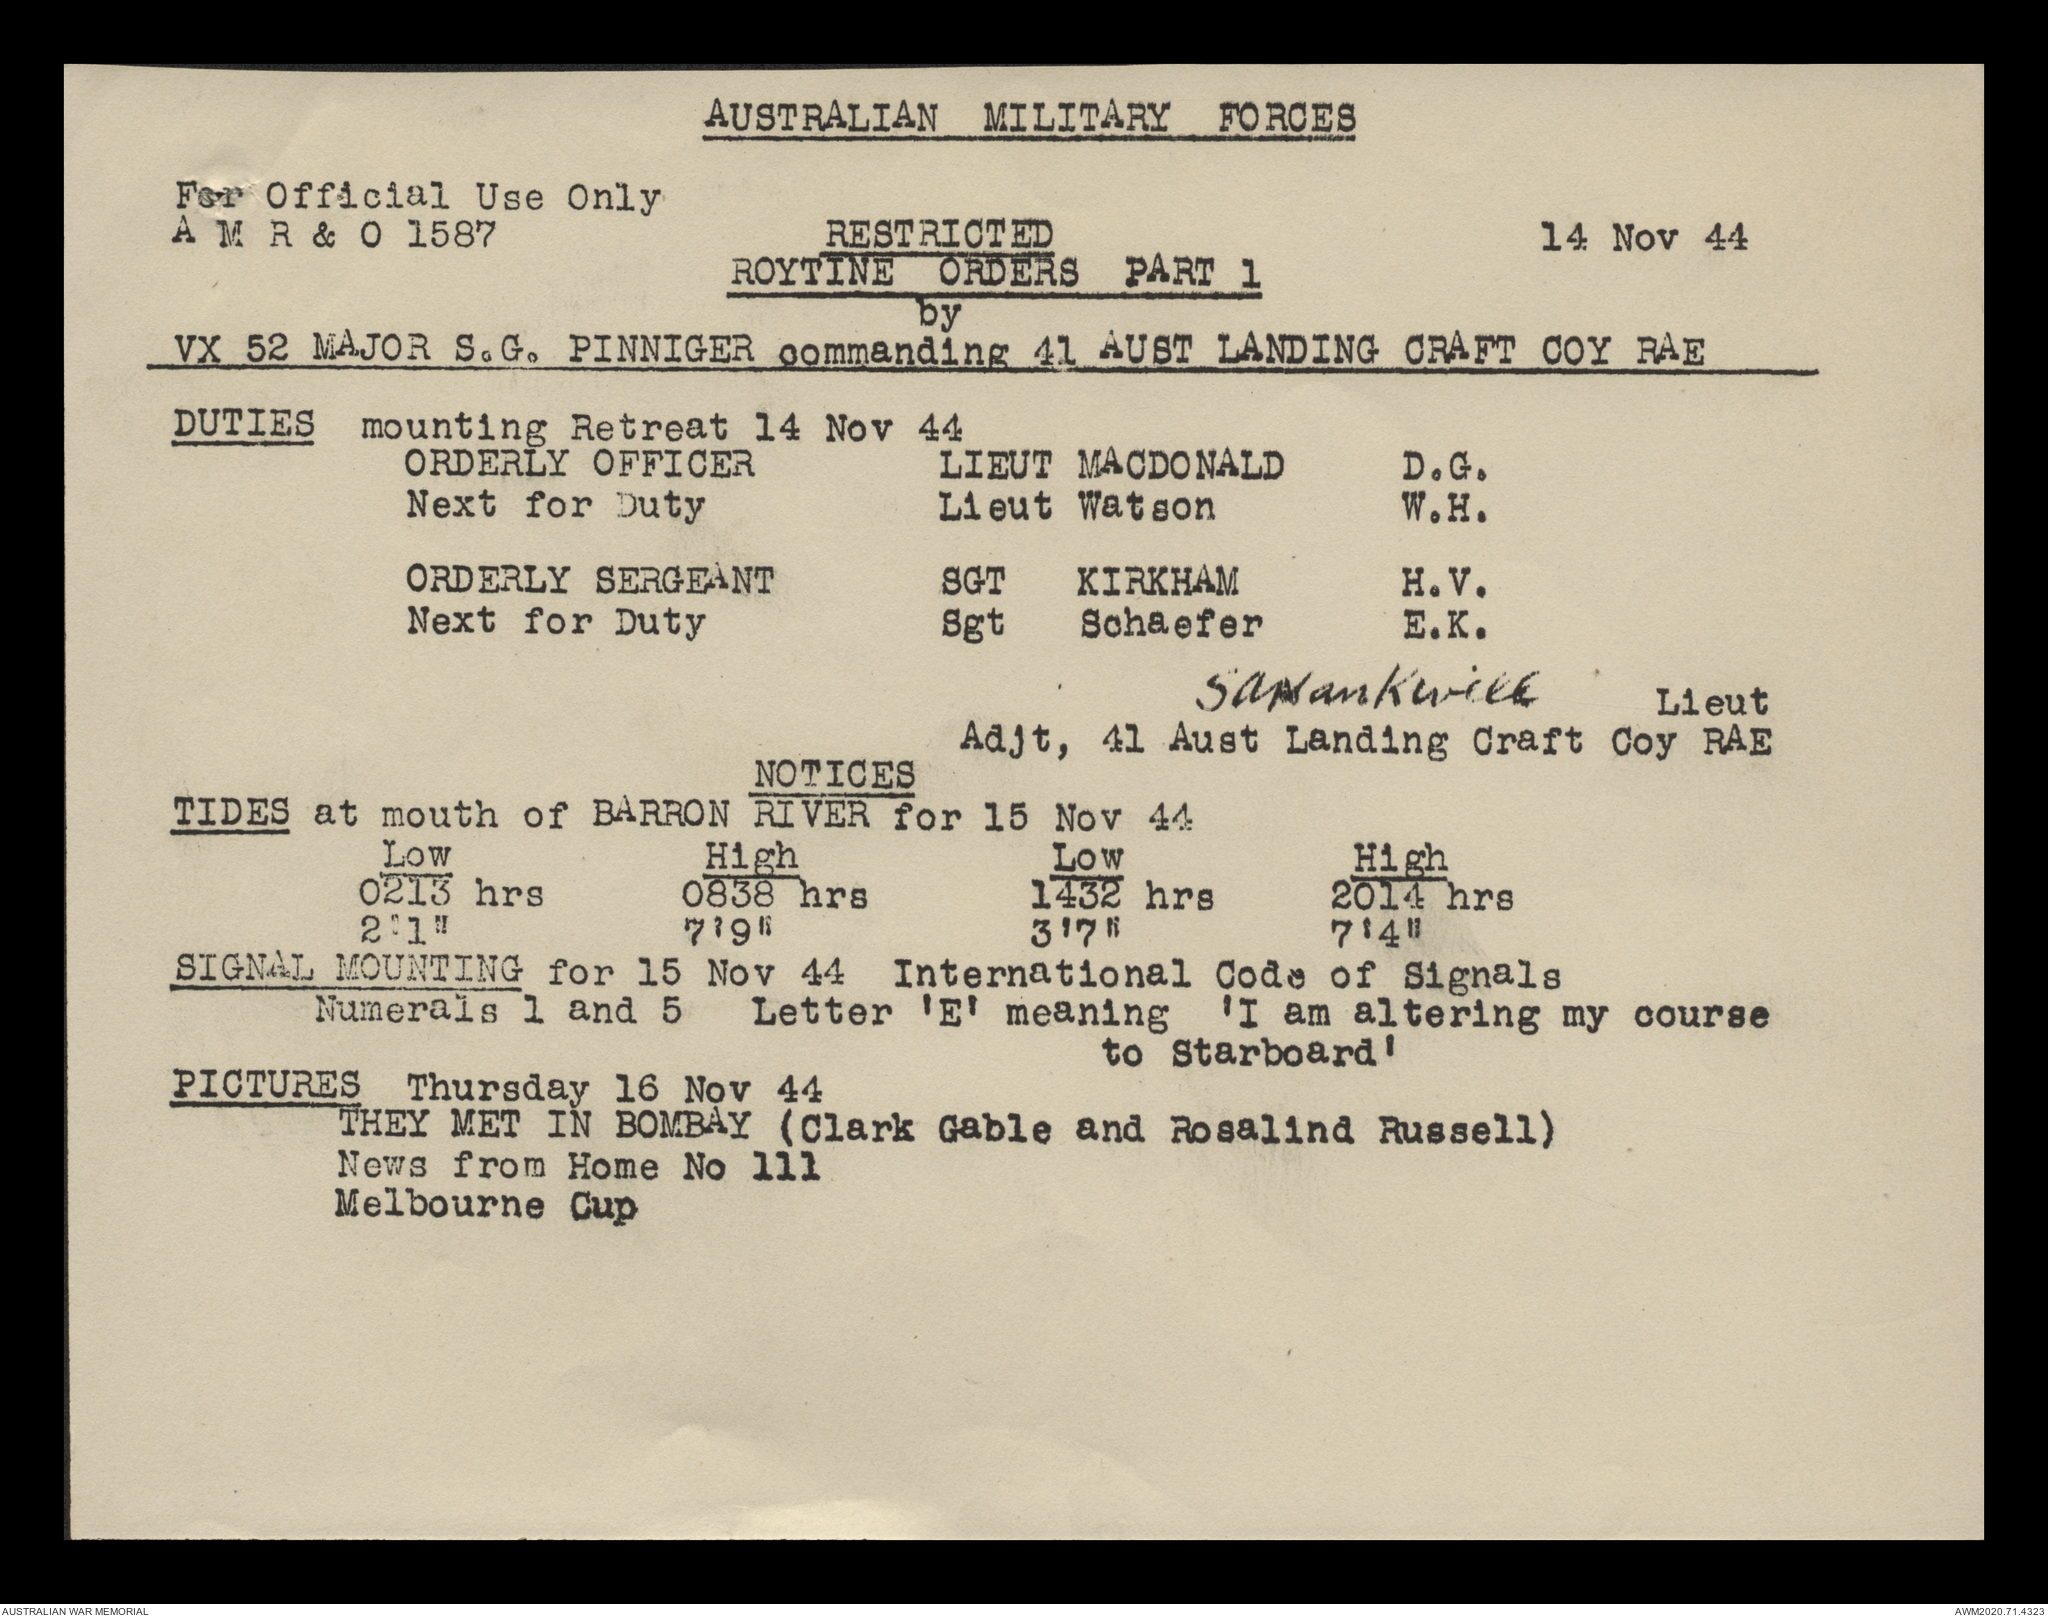 AUSTRALIAN MILITARY FORCES
For Official Use Only
A M R & O 1587 RESTRICTED 14 Nov 44
ROYTINE ORDERS PART 1
by
VX 52 MAJOR S.G. PINNIGER commanding 41 AUST LANDING CRAFT COY RAE
DUTIES mounting Retreat 14 Nov 44
ORDERLY OFFICER LIEUT MACDONALD D.G.
Next for Duty Lieut Watson W.H.
ORDERLY SERGEANT SGT KIRKHAM H.V.
Next for Duty Sgt Schaefer E.K.
Lieut
Adjt, 41 Aust Landing Craft Coy RAE
NOTICES
TIDES at mouth of BARRON RIVER for 15 Nov 44
Low High Low High
0213 hrs 0838 hrs 1432 hrs 2014 hrs
2'1" 7'9" 3'7" 7'4"
SIGNAL MOUNTING for 15 Nov 44 International Code of Signals
Numerals 1 and 5 Letter 'E' meaning 'I am altering my course
to Starboard'
PICTURES Thursday 16 Nov 44
THEY MET IN BOMBAY (Clark Gable and Rosalind Russell)
News from Home No 111
Melbourne Cup
AUSTRALIAN WAR MEMORIAL AWM2020.71.4323